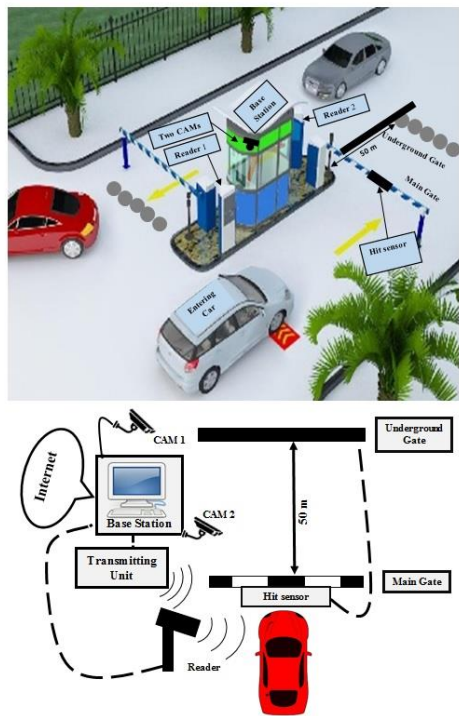 Base
Station
Reader 2
Two CAMs
Reader 1
50 m
Underground Gate
Main Gate
Hit sensor
Entering
Car
CAM 1
Underground
Gate
Internet
Base Station
CAM 2
50 m
Transmitting
Unit
Main Gate
Hit sensor
Reader